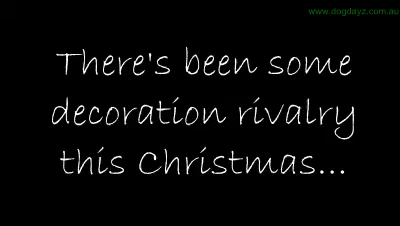 www.dogdayz.com.au
There's been some
decoration rivalry
this Christmas...